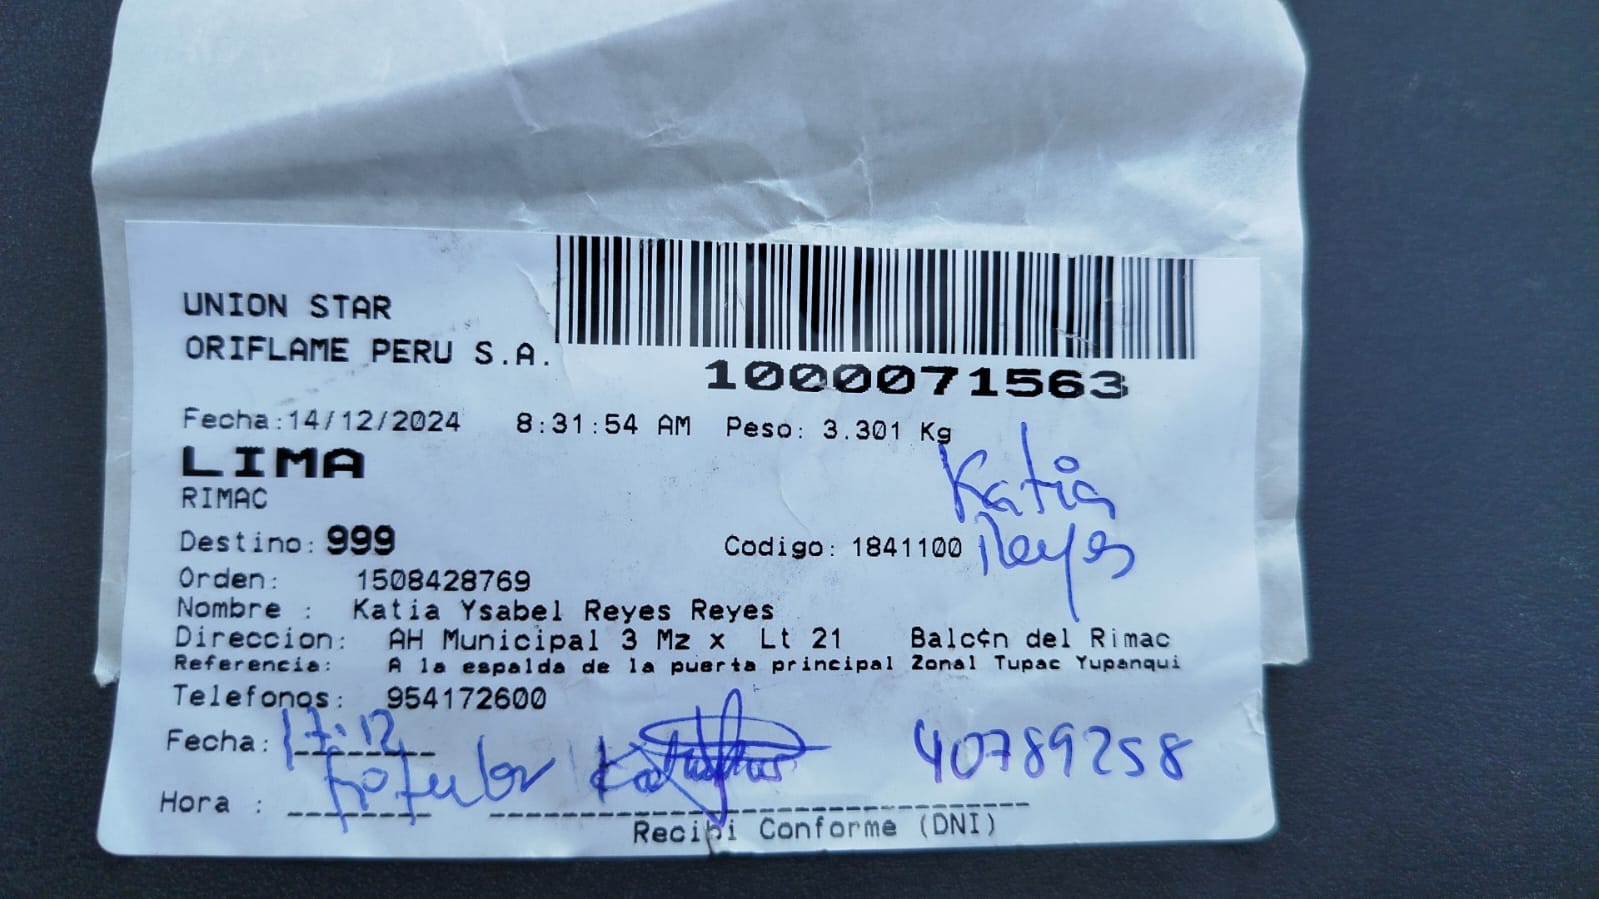 UNION STAR
ORIFLAME PERU S.A.
1000071563
Fecha:14/12/2024 8:31:54 AM Peso: 3.301 Kg
LIMA
RIMAC
Katia
Reyes
Destino: 999 Codigo: 1841100
Orden: 1508428769
Nombre : Katia Ysabel Reyes Reyes
Direccion: AH Municipal 3 Mz x Lt 21 Balc¢n del Rimac
Referencia: A la espalda de la puerta principal Zonal Tupac Yupanqui
Telefonos: 954172600
Fecha: 17-12
40789258
Hora :
Recibi Conforme (DNI)